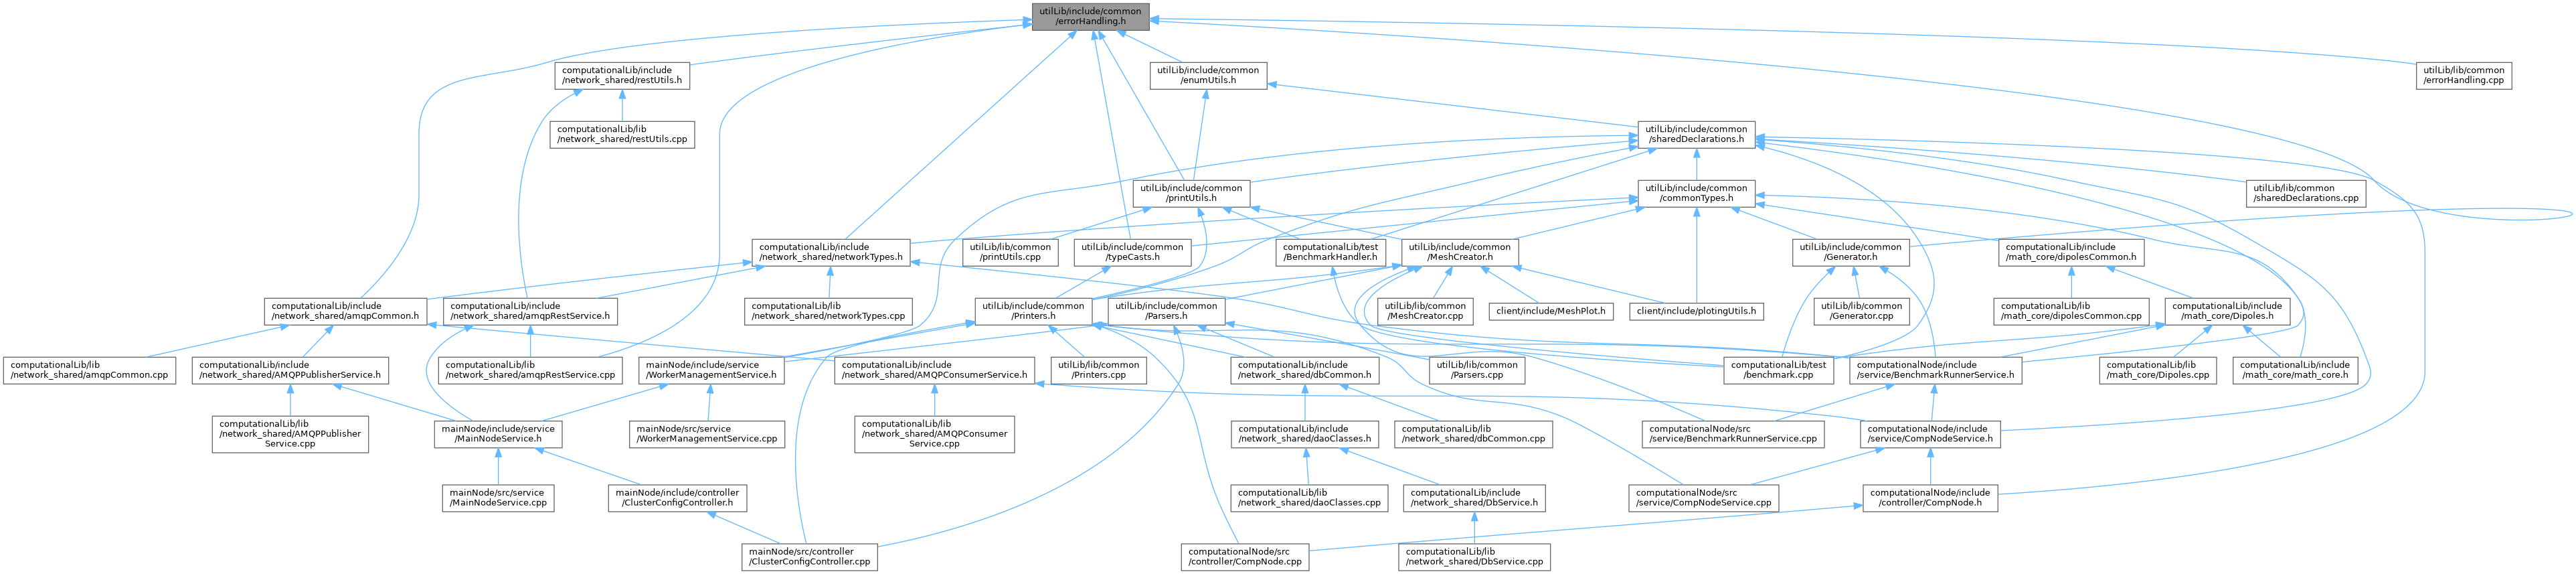 utilLib/include/common
/errorHandling.h
computationalLib/include
/network_shared/restUtils.h
utilLib/include/common
/enumUtils.h
utilLib/lib/common
/errorHandling.cpp
computationalLib/lib
/network_shared/restUtils.cpp
utilLib/include/common
/sharedDeclarations.h
utilLib/include/common
/printUtils.h
utilLib/include/common
/commonTypes.h
utilLib/lib/common
/sharedDeclarations.cpp
computationalLib/include
/network_shared/networkTypes.h
utilLib/lib/common
/printUtils.cpp
utilLib/include/common
/typeCasts.h
computationalLib/test
/BenchmarkHandler.h
utilLib/include/common
/MeshCreator.h
utilLib/include/common
/Generator.h
computationalLib/include
/math_core/dipolesCommon.h
computationalLib/include
/network_shared/amqpCommon.h
computationalLib/include
/network_shared/amqpRestService.h
computationalLib/lib
/network_shared/networkTypes.cpp
utilLib/include/common
/Printers.h
utilLib/include/common
/Parsers.h
utilLib/lib/common
/MeshCreator.cpp
client/include/MeshPlot.h
client/include/plotingUtils.h
utilLib/lib/common
/Generator.cpp
computationalLib/lib
/math_core/dipolesCommon.cpp
computationalLib/include
/math_core/Dipoles.h
computationalLib/lib
/network_shared/amqpCommon.cpp
computationalLib/include
/network_shared/AMQPPublisherService.h
computationalLib/lib
/network_shared/amqpRestService.cpp
mainNode/include/service
/WorkerManagementService.h
utilLib/lib/common
/Printers.cpp
computationalLib/include
/network_shared/AMQPConsumerService.h
computationalLib/include
/network_shared/dbCommon.h
utilLib/lib/common
/Parsers.cpp
computationalLib/test
/benchmark.cpp
computationalNode/include
/service/BenchmarkRunnerService.h
computationalLib/lib
/math_core/Dipoles.cpp
computationalLib/include
/math_core/math_core.h
computationalLib/lib
/network_shared/AMQPPublisher
Service.cpp
mainNode/include/service
/MainNodeService.h
mainNode/src/service
/WorkerManagementService.cpp
computationalLib/lib
/network_shared/AMQPConsumer
Service.cpp
computationalLib/include
/network_shared/daoClasses.h
computationalLib/lib
/network_shared/dbCommon.cpp
computationalNode/src
/service/BenchmarkRunnerService.cpp
computationalNode/include
/service/CompNodeService.h
mainNode/src/service
/MainNodeService.cpp
mainNode/include/controller
/ClusterConfigController.h
computationalLib/lib
/network_shared/daoClasses.cpp
computationalLib/include
/network_shared/DbService.h
computationalNode/src
/service/CompNodeService.cpp
computationalNode/include
/controller/CompNode.h
mainNode/src/controller
/ClusterConfigController.cpp
computationalNode/src
/controller/CompNode.cpp
computationalLib/lib
/network_shared/DbService.cpp